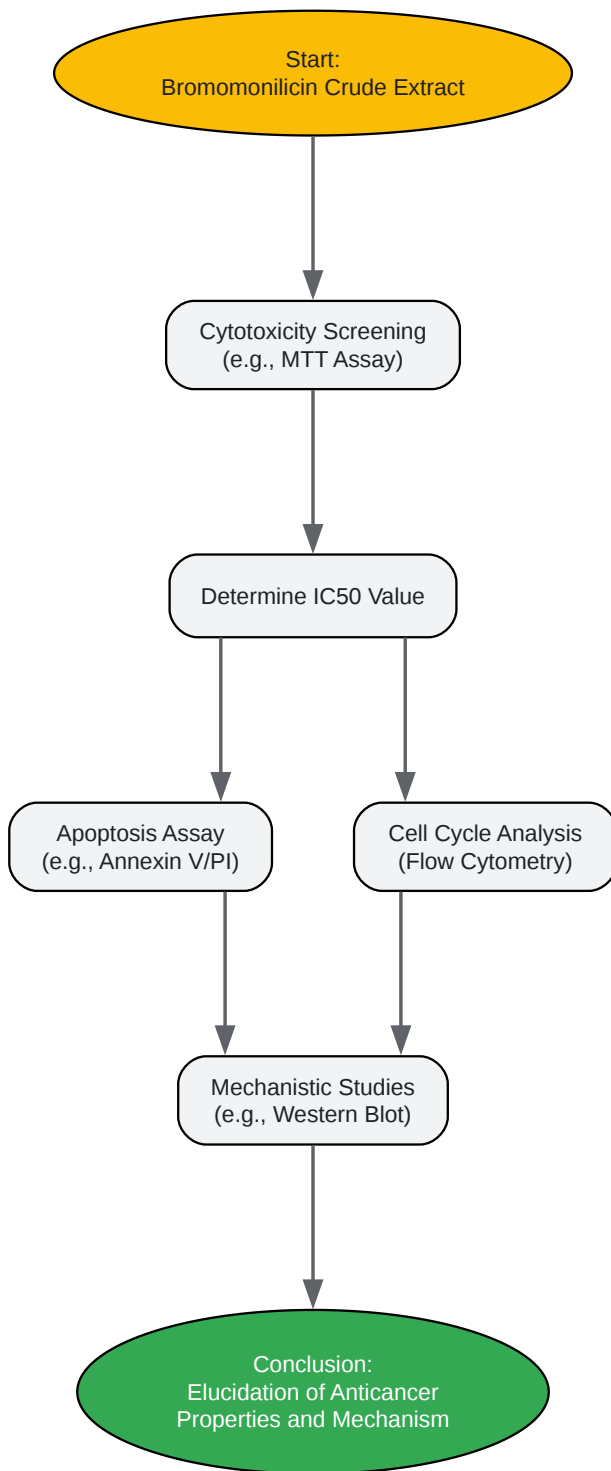 Start:
Bromomonilicin Crude Extract
Cytotoxicity Screening
(e.g., MTT Assay)
Determine IC50 Value
Apoptosis Assay
(e.g., Annexin V/PI)
Cell Cycle Analysis
(Flow Cytometry)
Mechanistic Studies
(e.g., Western Blot)
Conclusion:
Elucidation of Anticancer
Properties and Mechanism